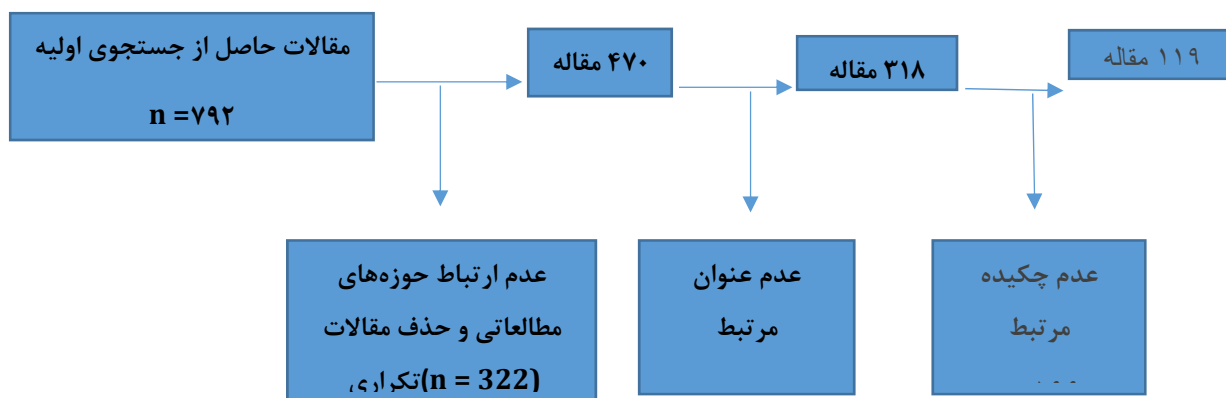 مقالات حاصل از جستجوی اولیه
n =۷۹۲
۴۷۰ مقاله
۳۱۸ مقاله
۱۱۹ مقاله
عدم ارتباط حوزه‌های
مطالعاتی و حذف مقالات
تکراری(n = 322)
عدم عنوان
مرتبط
عدم چکیده
مرتبط